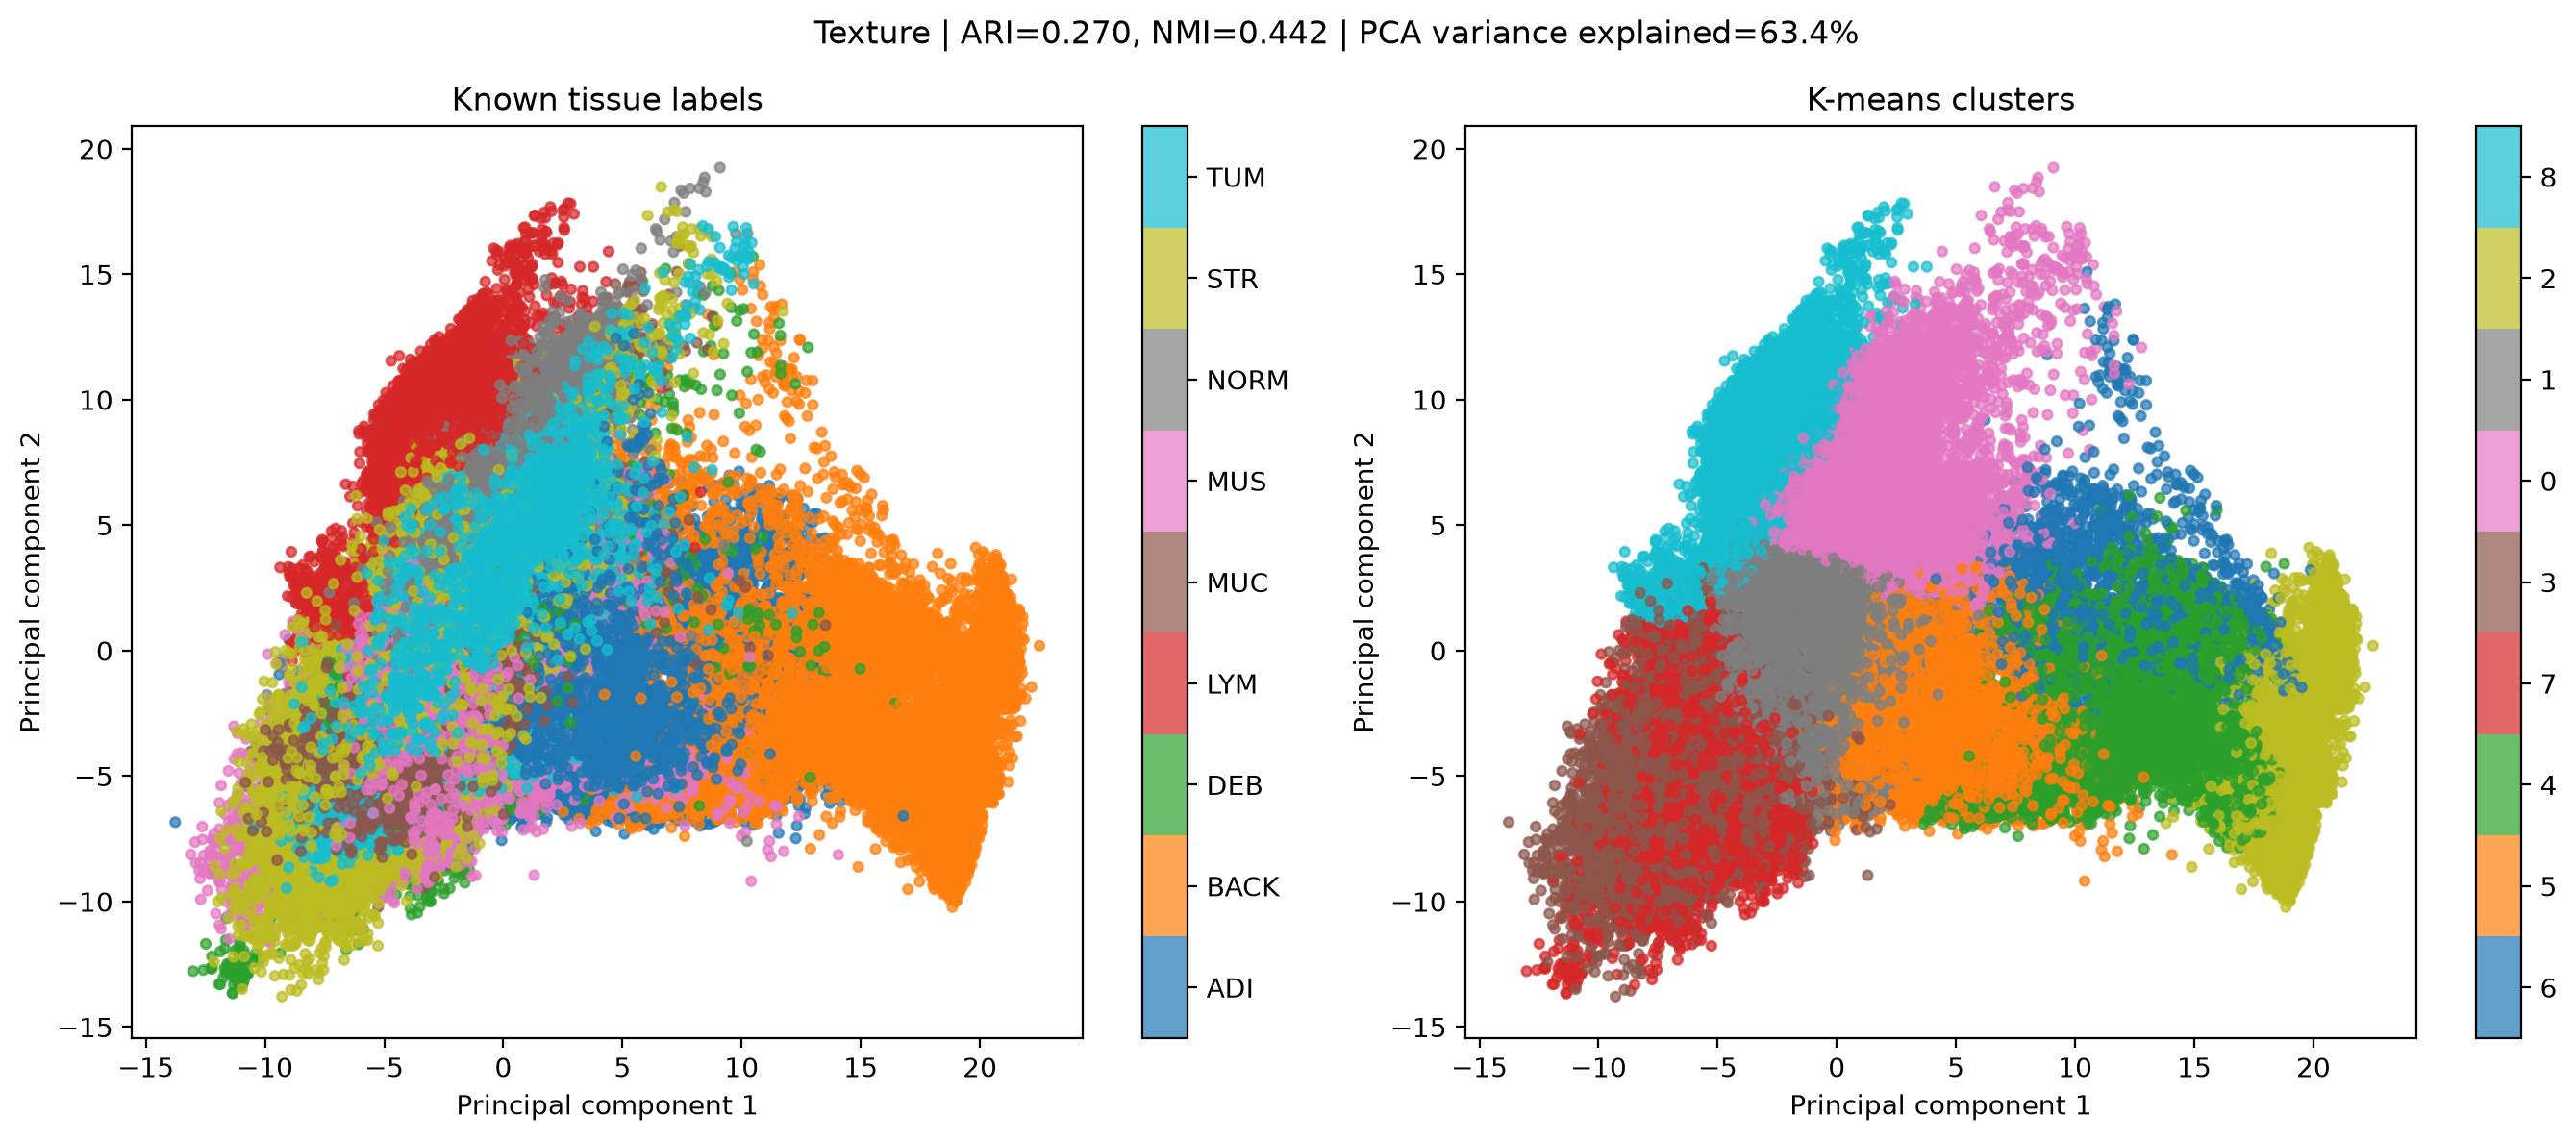 Texture | ARI=0.270, NMI=0.442 | PCA variance explained=63.4%
Known tissue labels
20
15
10
5
0
−5
−10
−15
Principal component 2
−15 −10 −5 0 5 10 15 20
Principal component 1
TUM
STR
NORM
MUS
MUC
LYM
DEB
BACK
ADI
K-means clusters
20
15
10
5
0
−5
−10
−15
Principal component 2
−15 −10 −5 0 5 10 15 20
Principal component 1
8
2
1
0
3
7
4
5
6